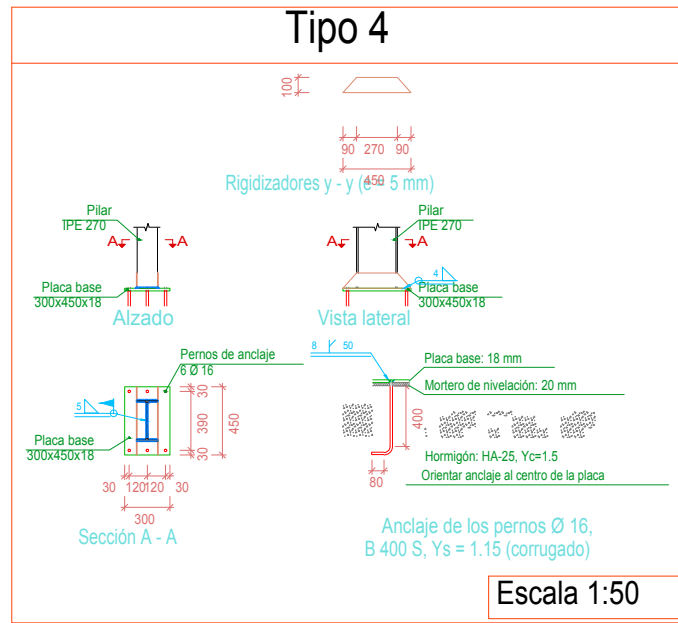 Tipo 4
100
90 270 90
450
Rigidizadores y - y (e = 5 mm)
Pilar
IPE 270
A A
Placa base
300x450x18
Alzado
Pilar
IPE 270
A A
4
Placa base
300x450x18
Vista lateral
Pernos de anclaje
6 Ø 16
5
Placa base
300x450x18
30
390
30
450
30 120 120 30
300
Sección A - A
8 50
Placa base: 18 mm
Mortero de nivelación: 20 mm
400
80
Hormigón: HA-25, Yc=1.5
Orientar anclaje al centro de la placa
Anclaje de los pernos Ø 16,
B 400 S, Ys = 1.15 (corrugado)
Escala 1:50